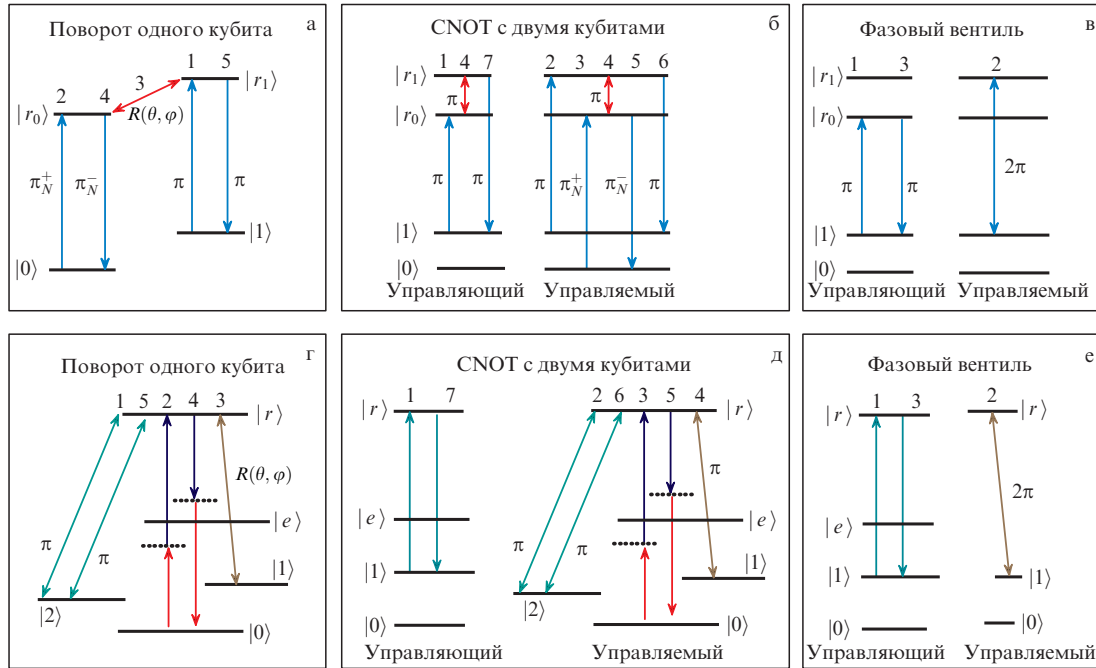 Поворот одного кубита
а
1 5
3
|r₁⟩
2 4
|r₀⟩
R(θ, φ)
π_N^+ π_N^- π π
|1⟩
|0⟩
CNOT с двумя кубитами
б
1 4 7 2 3 4 5 6
|r₁⟩
π π
|r₀⟩
π π π π_N^+ π_N^- π
|1⟩
|0⟩
Управляющий Управляемый
Фазовый вентиль
в
1 3 2
|r₁⟩
|r₀⟩
2π
π π
|1⟩
|0⟩
Управляющий Управляемый
Поворот одного кубита
г
1 5 2 4 3
|r⟩
R(θ, φ)
|e⟩
π π
|1⟩
|2⟩
|0⟩
CNOT с двумя кубитами
д
1 7 2 6 3 5 4
|r⟩ |r⟩
π
|e⟩ |e⟩
π π
|1⟩ |1⟩
|2⟩
|0⟩ |0⟩
Управляющий Управляемый
Фазовый вентиль
е
1 3 2
|r⟩ |r⟩
2π
|e⟩
|1⟩ |1⟩
|0⟩ |0⟩
Управляющий Управляемый